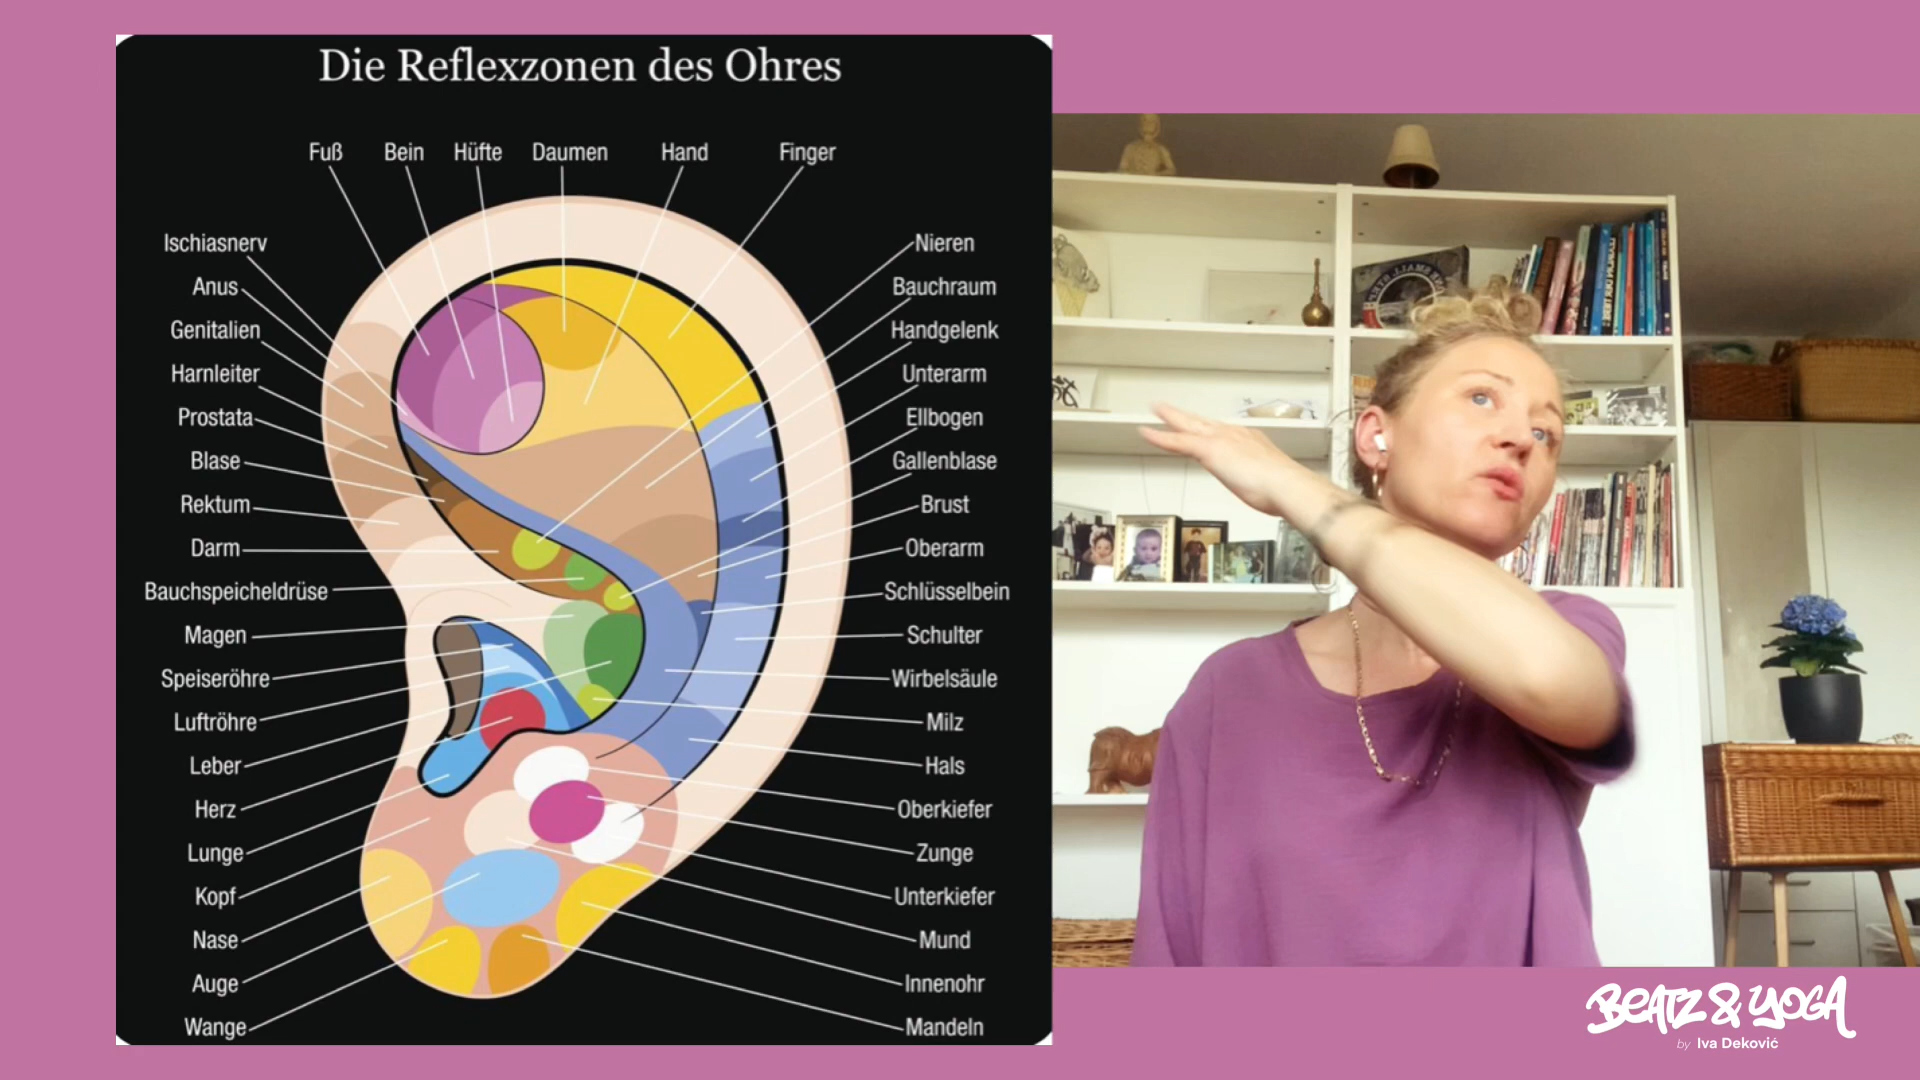 Die Reflexzonen des Ohres
Fuß
Bein
Hüfte
Daumen
Hand
Finger
Ischiasnerv
Anus
Genitalien
Harnleiter
Prostata
Blase
Rektum
Darm
Bauchspeicheldrüse
Magen
Speiseröhre
Luftröhre
Leber
Herz
Lunge
Kopf
Nase
Auge
Wange
Nieren
Bauchraum
Handgelenk
Unterarm
Ellbogen
Gallenblase
Brust
Oberarm
Schlüsselbein
Schulter
Wirbelsäule
Milz
Hals
Oberkiefer
Zunge
Unterkiefer
Mund
Innenohr
Mandeln
BEATZ & YOGA
by Iva Deković